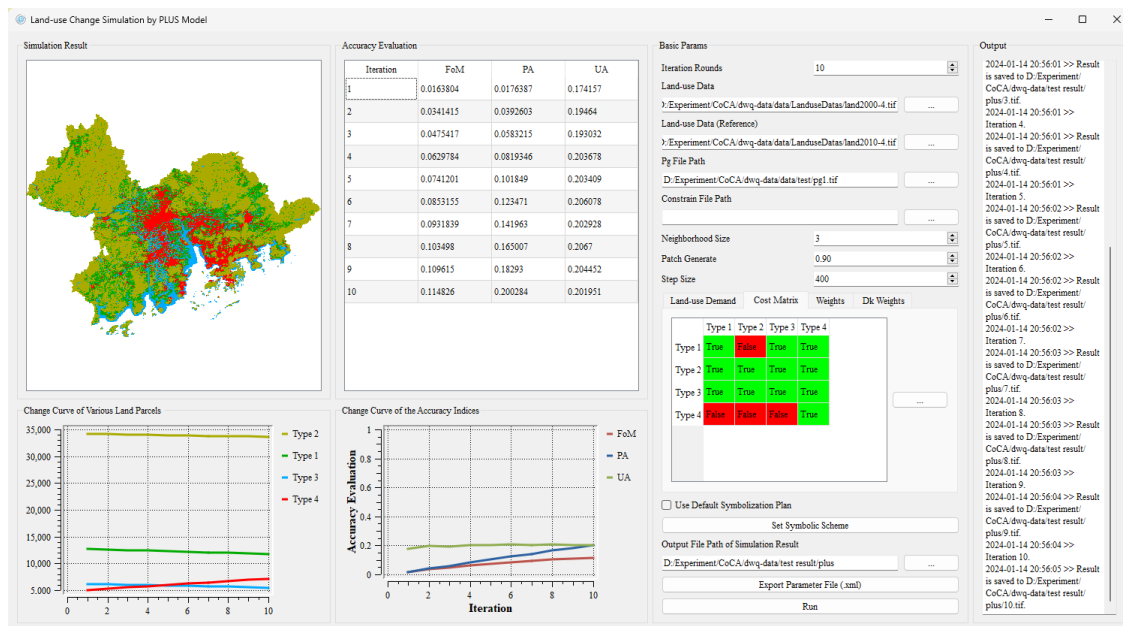 Land-use Change Simulation by PLUS Model
Simulation Result
Accuracy Evaluation
Iteration FoM PA UA
1 0.0163804 0.0176387 0.174157
2 0.0341415 0.0392603 0.19464
3 0.0475417 0.0583215 0.193032
4 0.0629784 0.0819346 0.203678
5 0.0741201 0.101849 0.203409
6 0.0853155 0.123471 0.206078
7 0.0931839 0.141963 0.202928
8 0.103498 0.165007 0.2067
9 0.109615 0.18293 0.204452
10 0.114826 0.200284 0.201951
Change Curve of Various Land Parcels
35,000
30,000
25,000
20,000
15,000
10,000
5,000
0 2 4 6 8 10
Type 2
Type 1
Type 3
Type 4
Change Curve of the Accuracy Indices
Accuracy Evaluation
1
0.8
0.6
0.4
0.2
0
0 2 4 6 8 10
Iteration
FoM
PA
UA
Basic Params
Iteration Rounds 10
Land-use Data
):/Experiment/CoCA/dwq-data/data/LanduseDatas/land2000-4.tif ...
Land-use Data (Reference)
):/Experiment/CoCA/dwq-data/data/LanduseDatas/land2010-4.tif ...
Pg File Path
D:/Experiment/CoCA/dwq-data/data/test/pg1.tif ...
Constrain File Path
...
Neighborhood Size 3
Patch Generate 0.90
Step Size 400
Land-use Demand Cost Matrix Weights Dk Weights
Type 1 Type 2 Type 3 Type 4
Type 1 True False True True
Type 2 True True True True
Type 3 True True True True
Type 4 False False False True
...
Use Default Symbolization Plan
Set Symbolic Scheme
Output File Path of Simulation Result
D:/Experiment/CoCA/dwq-data/test result/plus ...
Export Parameter File (.xml)
Run
Output
2024-01-14 20:56:01 >> Result
is saved to D:/Experiment/
CoCA/dwq-data/test result/
plus/3.tif.
2024-01-14 20:56:01 >>
Iteration 4.
2024-01-14 20:56:01 >> Result
is saved to D:/Experiment/
CoCA/dwq-data/test result/
plus/4.tif.
2024-01-14 20:56:01 >>
Iteration 5.
2024-01-14 20:56:02 >> Result
is saved to D:/Experiment/
CoCA/dwq-data/test result/
plus/5.tif.
2024-01-14 20:56:02 >>
Iteration 6.
2024-01-14 20:56:02 >> Result
is saved to D:/Experiment/
CoCA/dwq-data/test result/
plus/6.tif.
2024-01-14 20:56:02 >>
Iteration 7.
2024-01-14 20:56:03 >> Result
is saved to D:/Experiment/
CoCA/dwq-data/test result/
plus/7.tif.
2024-01-14 20:56:03 >>
Iteration 8.
2024-01-14 20:56:03 >> Result
is saved to D:/Experiment/
CoCA/dwq-data/test result/
plus/8.tif.
2024-01-14 20:56:03 >>
Iteration 9.
2024-01-14 20:56:04 >> Result
is saved to D:/Experiment/
CoCA/dwq-data/test result/
plus/9.tif.
2024-01-14 20:56:04 >>
Iteration 10.
2024-01-14 20:56:05 >> Result
is saved to D:/Experiment/
CoCA/dwq-data/test result/
plus/10.tif.